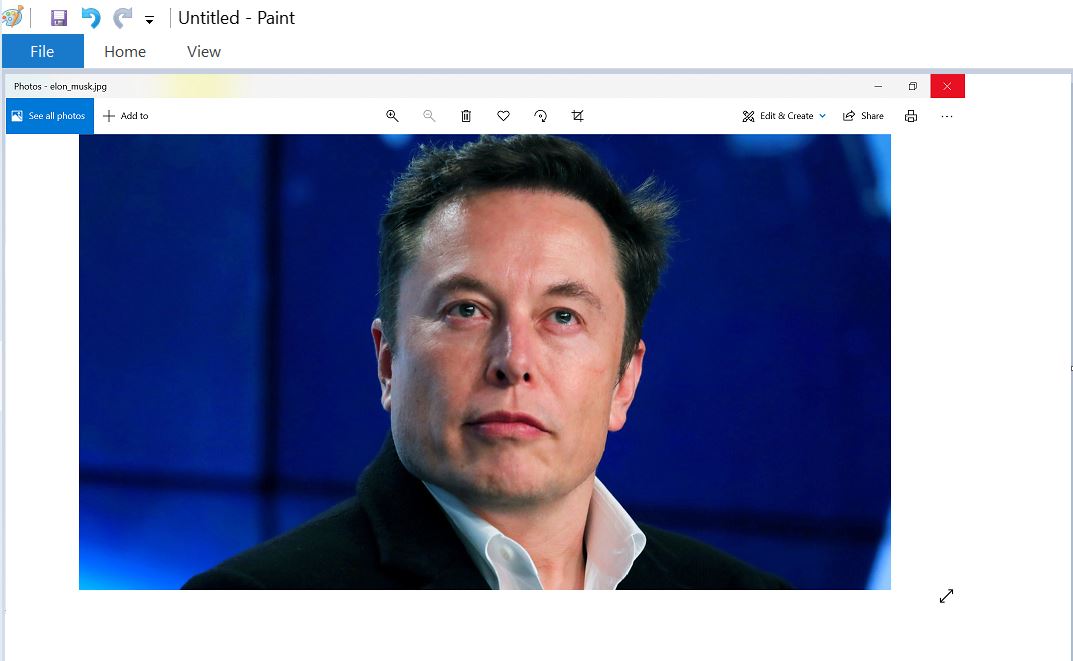 Untitled - Paint
File Home View
Photos - elon_musk.jpg
See all photos Add to Edit & Create Share